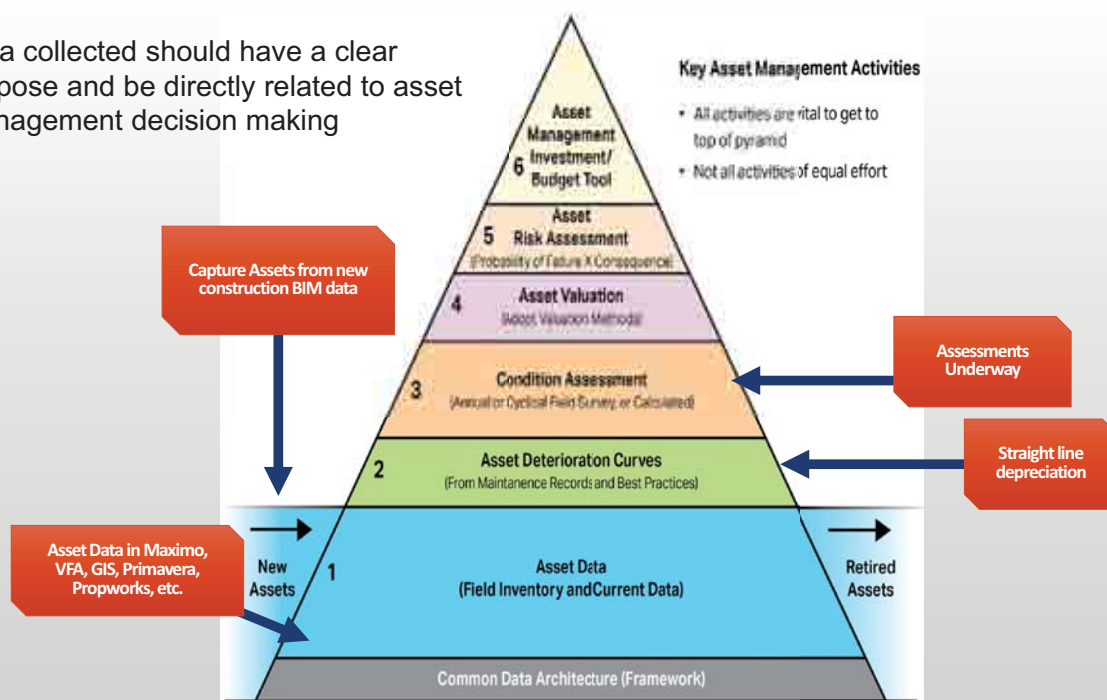 a collected should have a clear
pose and be directly related to asset
nagement decision making
Key Asset Management Activities
• All activities are vital to get to
top of pyramid
• Not all activities of equal effort
Asset
Management
6 Investment/
Budget Tool
5 Asset
Risk Assessment
(Probability of Failure X Consequence)
4 Asset Valuation
(Adopt Valuation Methods)
3 Condition Assessment
(Annual or Cyclical Field Survey, or Calculated)
2 Asset Deterioration Curves
(From Maintanence Records and Best Practices)
1 Asset Data
(Field Inventory and Current Data)
Common Data Architecture (Framework)
New
Assets
Retired
Assets
Capture Assets from new
construction BIM data
Asset Data in Maximo,
VFA, GIS, Primavera,
Propworks, etc.
Assessments
Underway
Straight line
depreciation